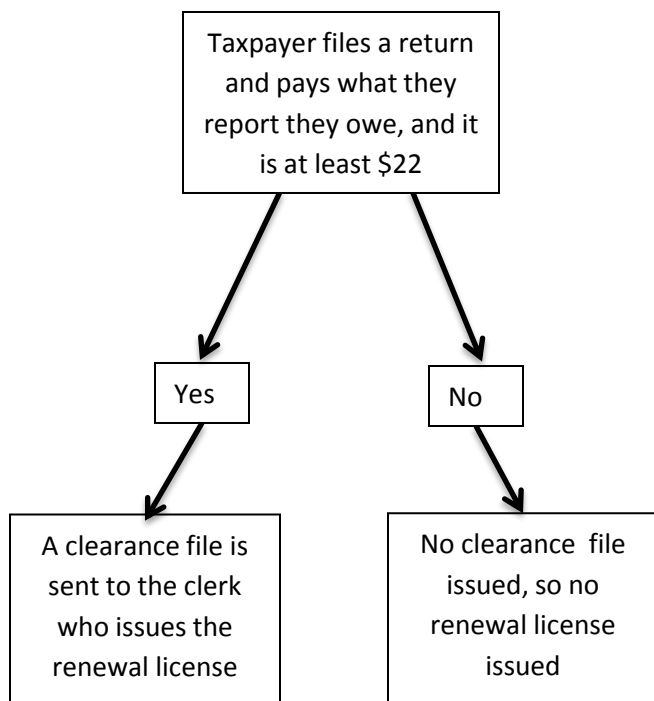 Taxpayer files a return
and pays what they
report they owe, and it
is at least $22
Yes
No
A clearance file is
sent to the clerk
who issues the
renewal license
No clearance file
issued, so no
renewal license
issued